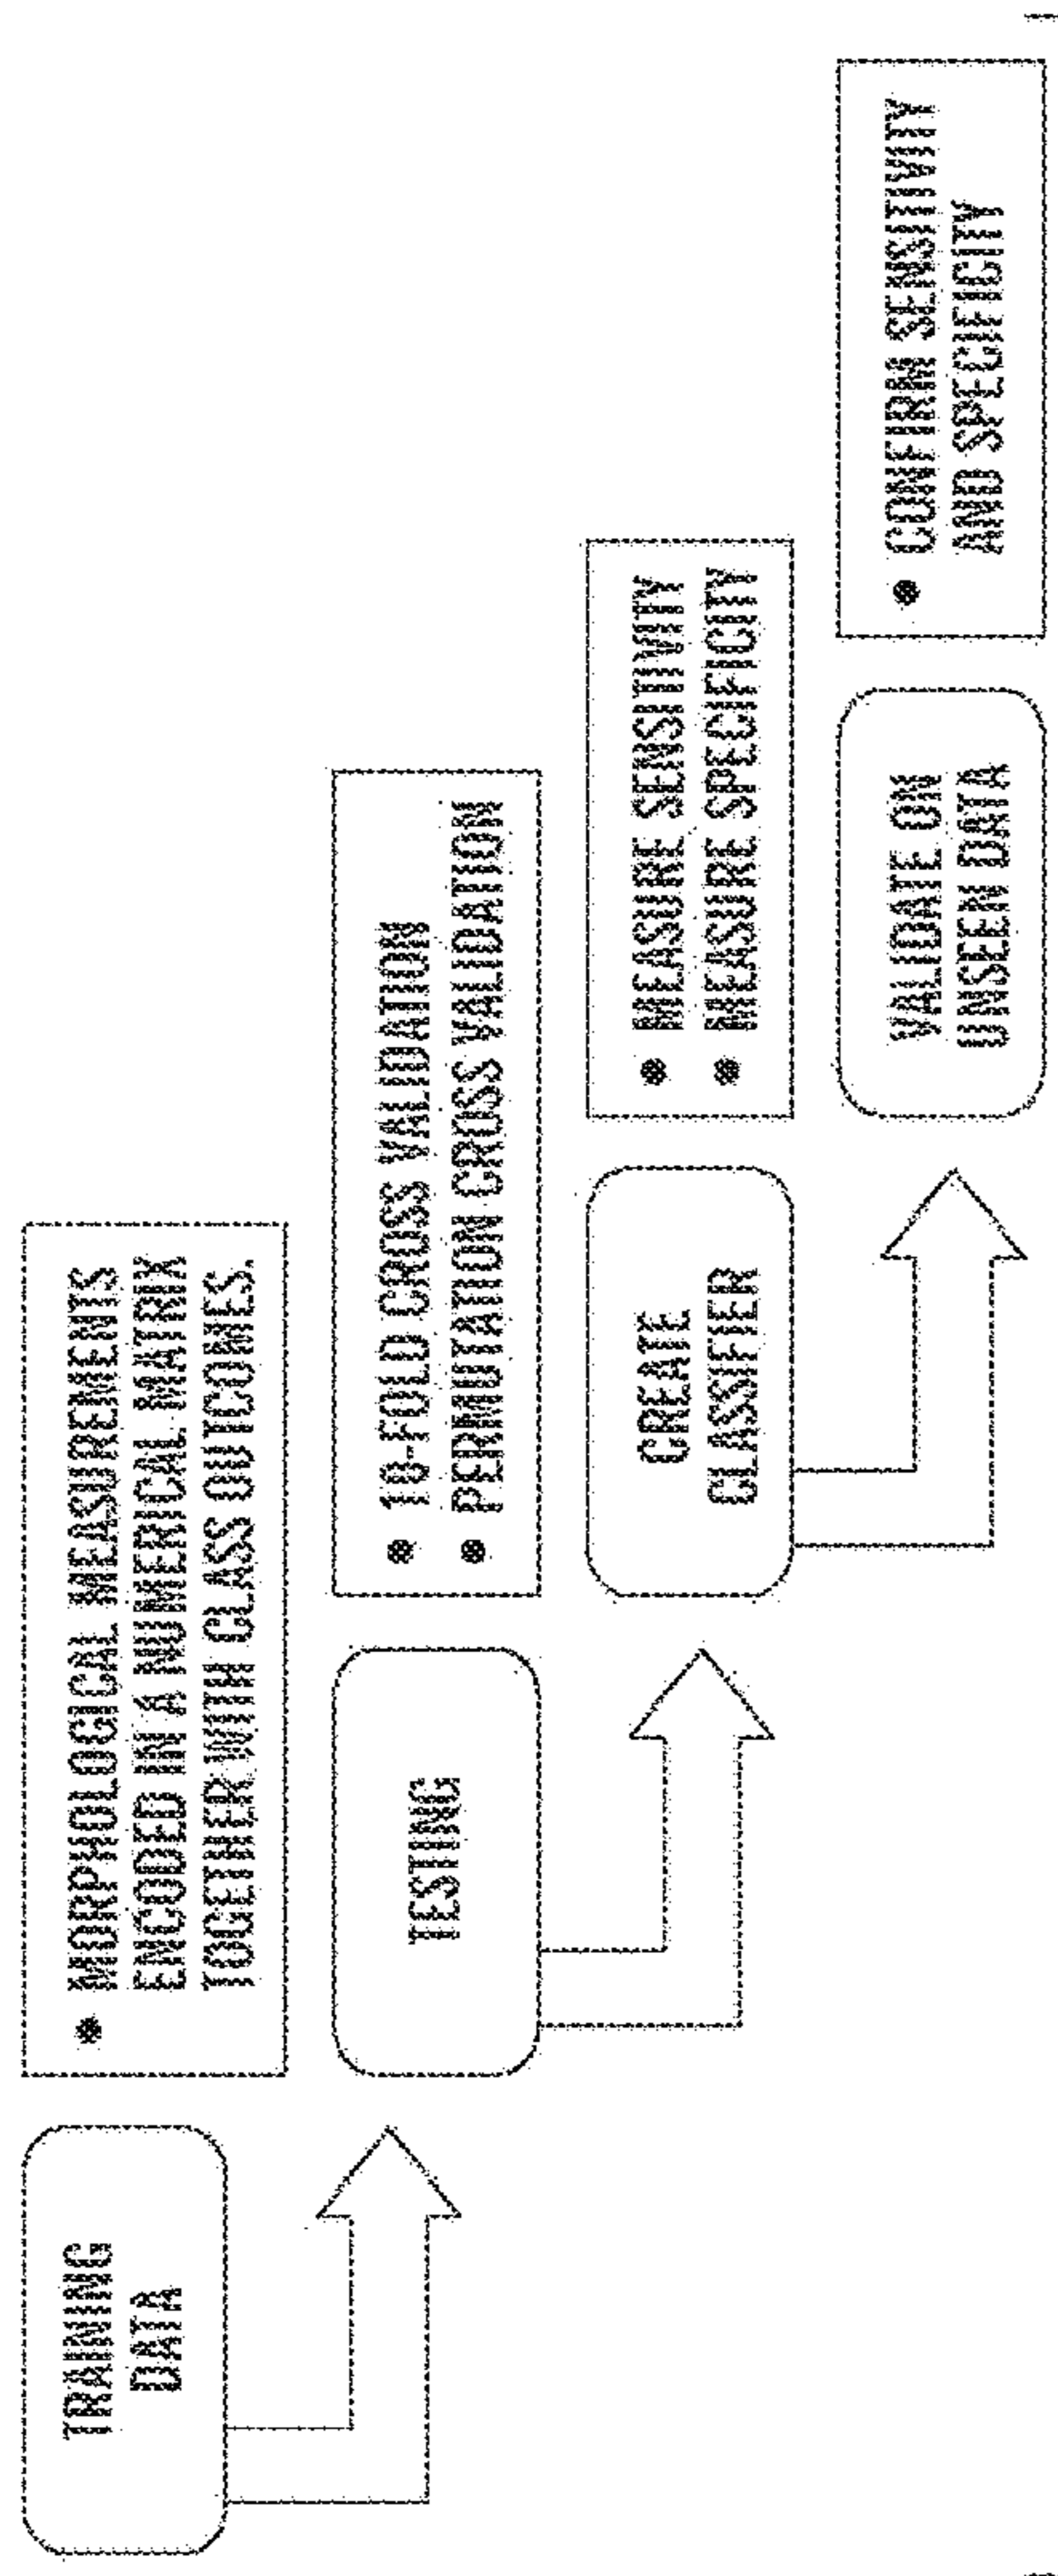 TRAINING
DATA
● MORPHOLOGICAL MEASUREMENTS
ENCODED IN A NUMERICAL MATRIX
TOGETHER WITH CLASS OUTCOMES.
TESTING
● 10-FOLD CROSS VALIDATION
● PERMUTATION CROSS VALIDATION
CREATE
CLASSIFIER
● MEASURE SENSITIVITY
● MEASURE SPECIFICITY
VALIDATE ON
UNSEEN DATA
● CONFIRM SENSITIVITY
AND SPECIFICITY